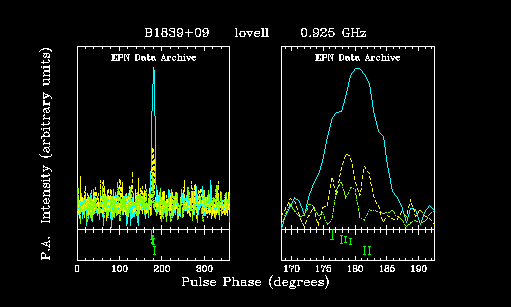 B1839+09 lovell 0.925 GHz
EPN Data Archive EPN Data Archive
P.A. Intensity (arbitrary units)
0 100 200 300 170 175 180 185 190
Pulse Phase (degrees)